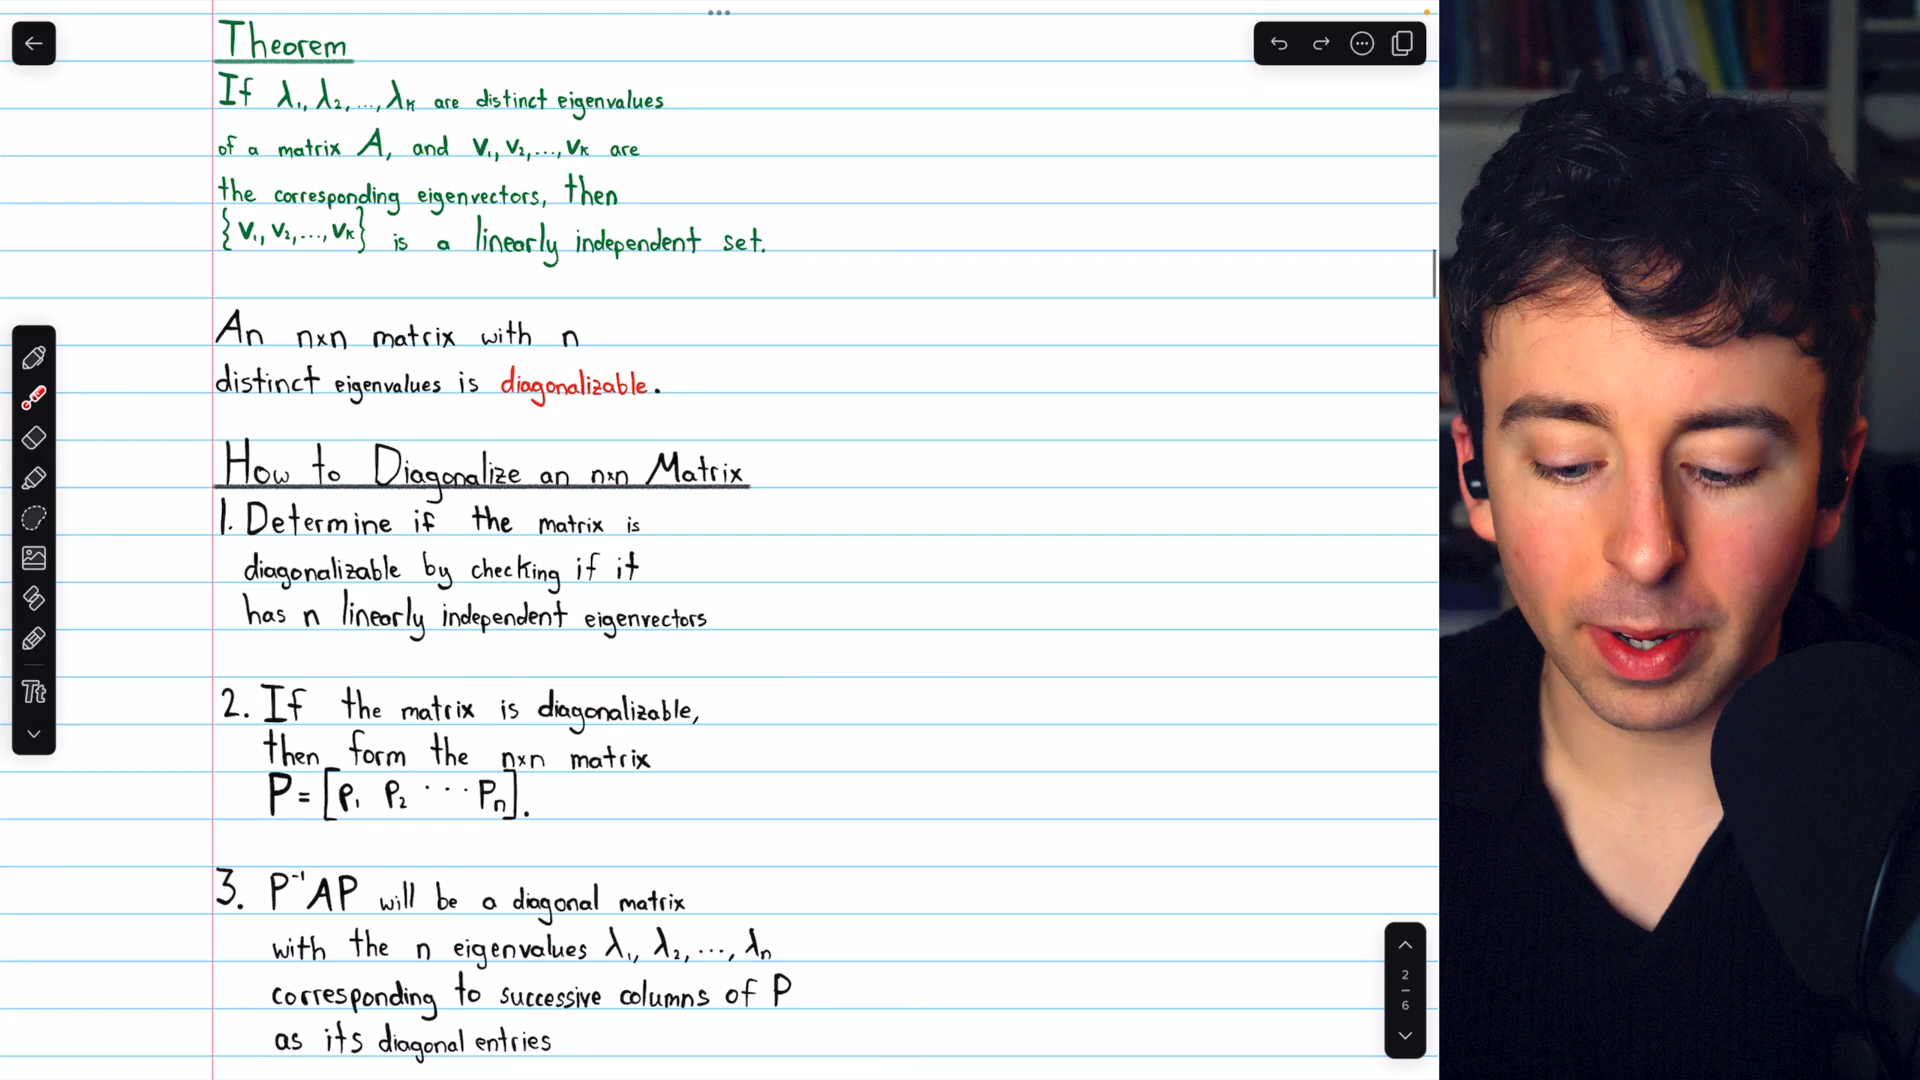 Theorem
If λ₁, λ₂, ..., λₖ are distinct eigenvalues
of a matrix A, and v₁, v₂, ..., vₖ are
the corresponding eigenvectors, then
{v₁, v₂, ..., vₖ} is a linearly independent set.
An n×n matrix with n
distinct eigenvalues is diagonalizable.
How to Diagonalize an n×n Matrix
1. Determine if the matrix is
diagonalizable by checking if it
has n linearly independent eigenvectors
2. If the matrix is diagonalizable,
then form the n×n matrix
P = [p₁ p₂ ··· pₙ].
3. P⁻¹AP will be a diagonal matrix
with the n eigenvalues λ₁, λ₂, ..., λₙ
corresponding to successive columns of P
as its diagonal entries
Tt
2
6